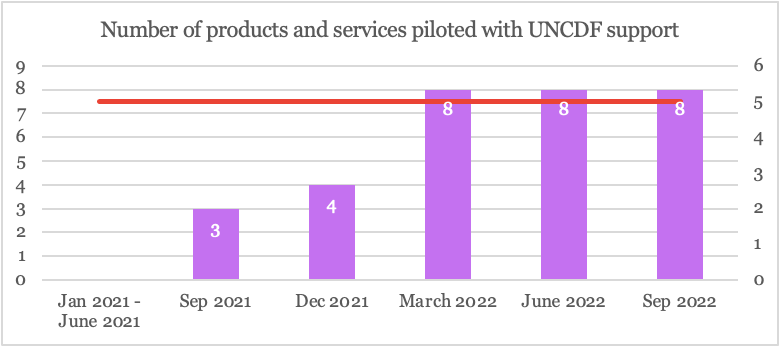 Number of products and services piloted with UNCDF support
9
8
7
6
5
4
3
2
1
0
6
5
4
3
2
1
0
3
4
8
8
8
Jan 2021 -
June 2021
Sep 2021
Dec 2021
March 2022
June 2022
Sep 2022